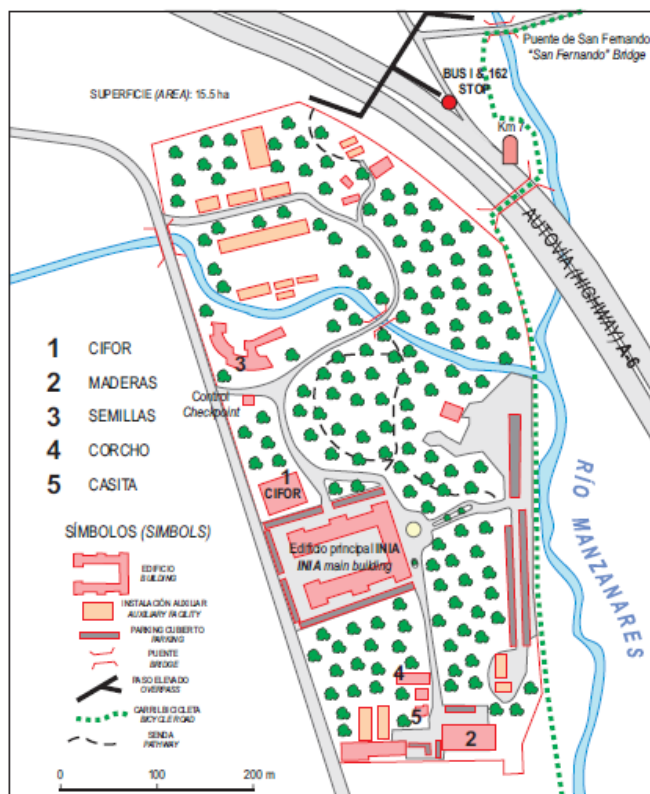 Puente de San Fernando
"San Fernando" Bridge
BUS I & 162
STOP
SUPERFICIE (AREA): 15.5 ha
Km 7
AUTOVÍA (HIGHWAY) A-6
1 CIFOR
2 MADERAS
3 SEMILLAS
4 CORCHO
5 CASITA
3
Control
Checkpoint
1
CIFOR
RÍO MANZANARES
Edificio principal INIA
INIA main building
SÍMBOLOS (SIMBOLS)
EDIFICIO
BUILDING
INSTALACIÓN AUXILIAR
AUXILIARY FACILITY
PARKING CUBIERTO
PARKING
PUENTE
BRIDGE
PASO ELEVADO
OVERPASS
CARRIL BICICLETA
BICYCLE ROAD
SENDA
PATHWAY
4
5
2
0 100 200 m